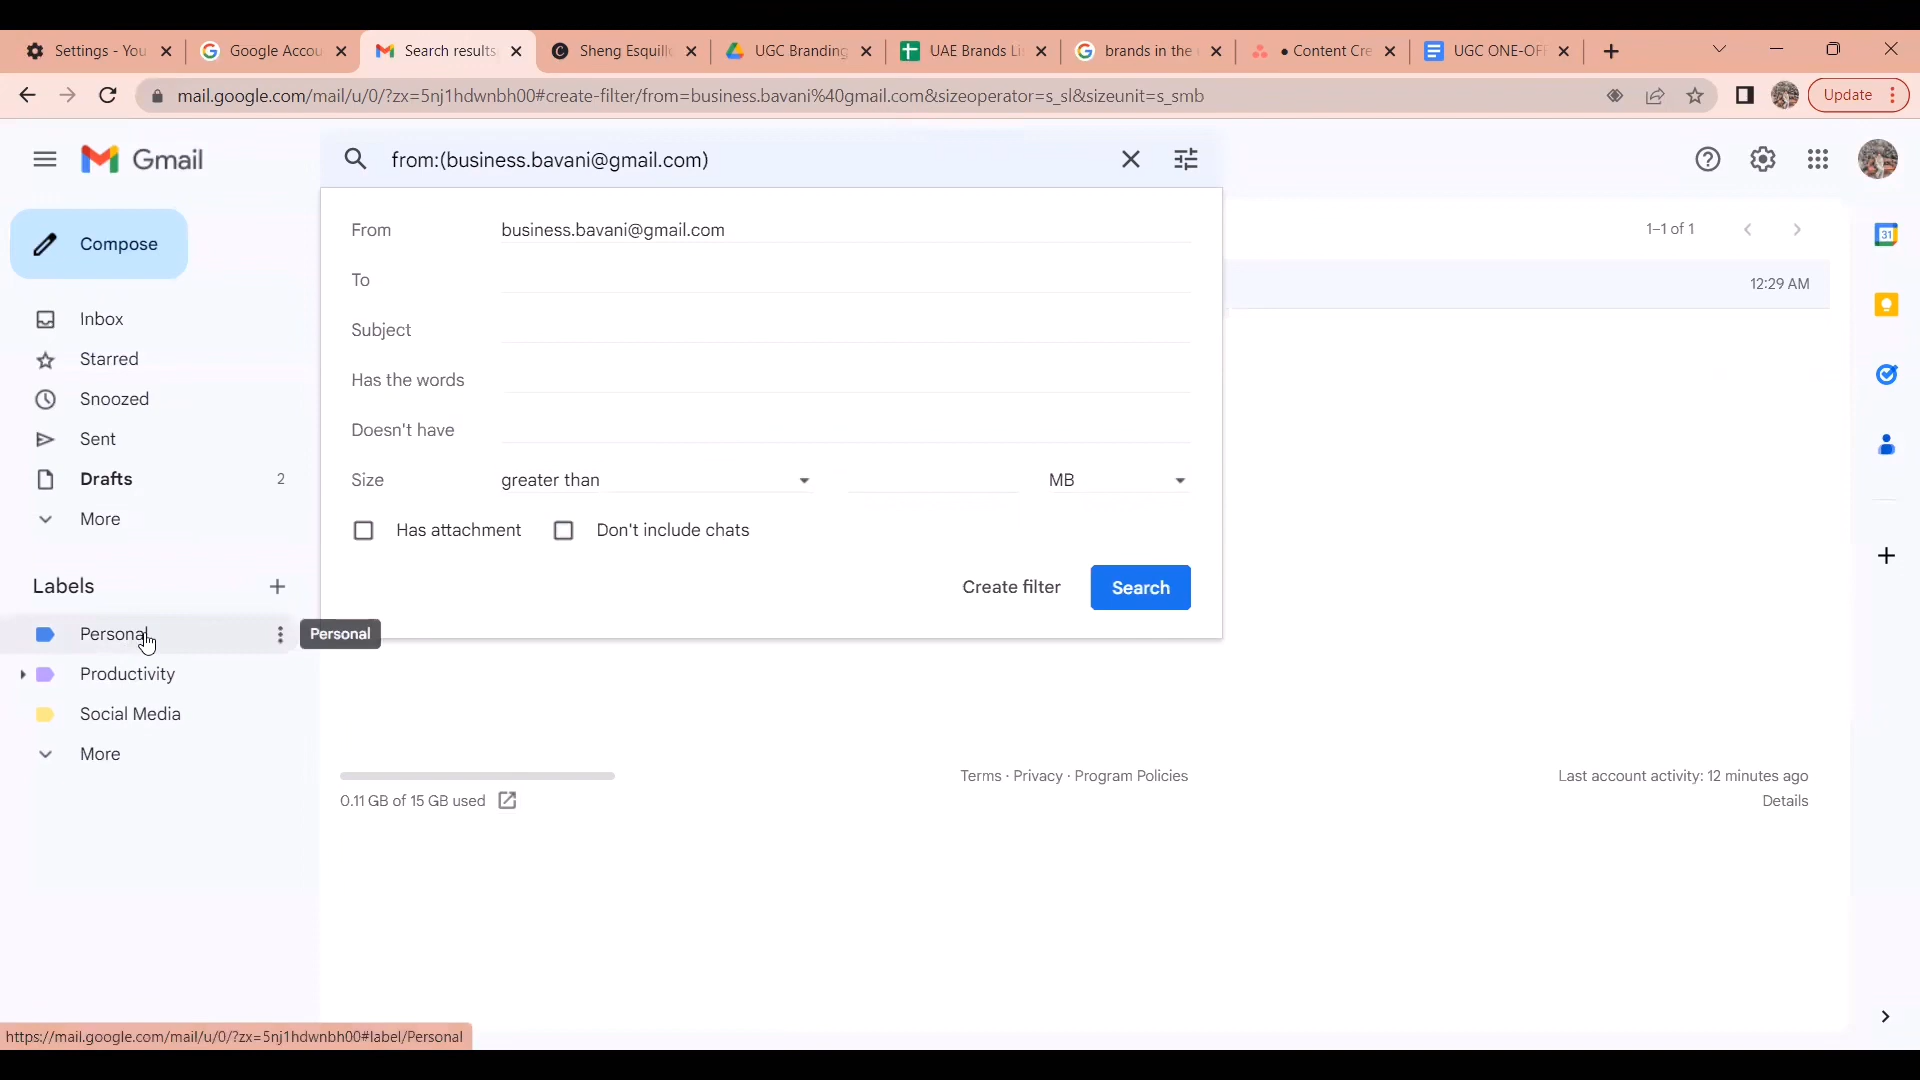 Settings - You
Google Accou
Search results
Sheng Esquill
UGC Branding
UAE Brands Li
brands in the
• Content Cre
UGC ONE-OFF
mail.google.com/mail/u/0/?zx=5nj1hdwnbh00#create-filter/from=business.bavani%40gmail.com&sizeoperator=s_sl&sizeunit=s_smb
Update
Gmail
from:(business.bavani@gmail.com)
Compose
Inbox
Starred
Snoozed
Sent
Drafts 2
More
Labels
Personal
Personal
Productivity
Social Media
More
From business.bavani@gmail.com
To
Subject
Has the words
Doesn't have
Size greater than MB
Has attachment Don't include chats
Create filter Search
1–1 of 1
12:29 AM
31
0.11 GB of 15 GB used
Terms · Privacy · Program Policies
Last account activity: 12 minutes ago
Details
https://mail.google.com/mail/u/0/?zx=5nj1hdwnbh00#label/Personal